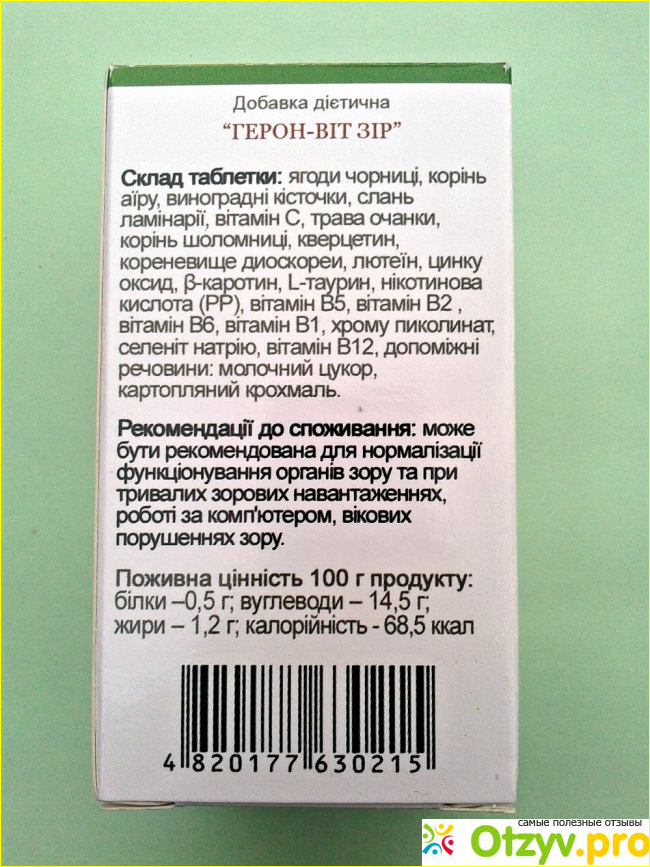 Добавка дієтична
“ГЕРОН-ВІТ ЗІР”
Склад таблетки: ягоди чорниці, корінь
аїру, виноградні кісточки, слань
ламінарії, вітамін С, трава очанки,
корінь шоломниці, кверцетин,
кореневище диоскореи, лютеїн, цинку
оксид, β-каротин, L-таурин, нікотинова
кислота (РР), вітамін В5, вітамін В2 ,
вітамін В6, вітамін В1, хрому пиколинат,
селеніт натрію, вітамін В12, допоміжні
речовини: молочний цукор,
картопляний крохмаль.
Рекомендації до споживання: може
бути рекомендована для нормалізації
функціонування органів зору та при
тривалих зорових навантаженнях,
роботі за комп'ютером, вікових
порушеннях зору.
Поживна цінність 100 г продукту:
білки –0,5 г; вуглеводи – 14,5 г;
жири – 1,2 г; калорійність - 68,5 ккал
4 820177 630215
самые полезные отзывы
Otzyv.pro